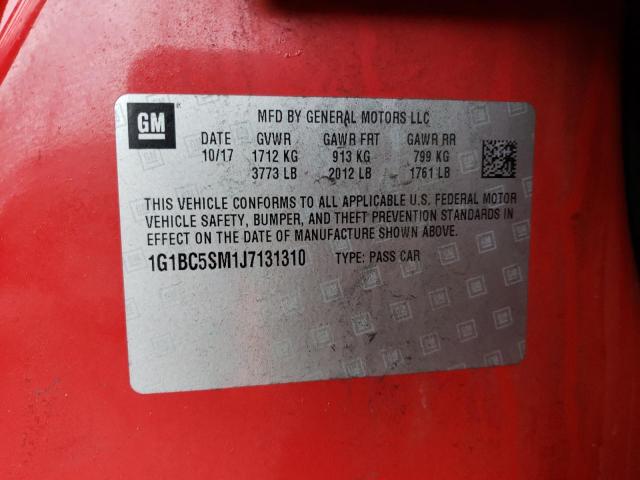 GM
MFD BY GENERAL MOTORS LLC
DATE GVWR GAWR FRT GAWR RR
10/17 1712 KG 913 KG 799 KG
3773 LB 2012 LB 1761 LB
THIS VEHICLE CONFORMS TO ALL APPLICABLE U.S. FEDERAL MOTOR
VEHICLE SAFETY, BUMPER, AND THEFT PREVENTION STANDARDS IN
EFFECT ON THE DATE OF MANUFACTURE SHOWN ABOVE.
1G1BC5SM1J7131310 TYPE: PASS CAR